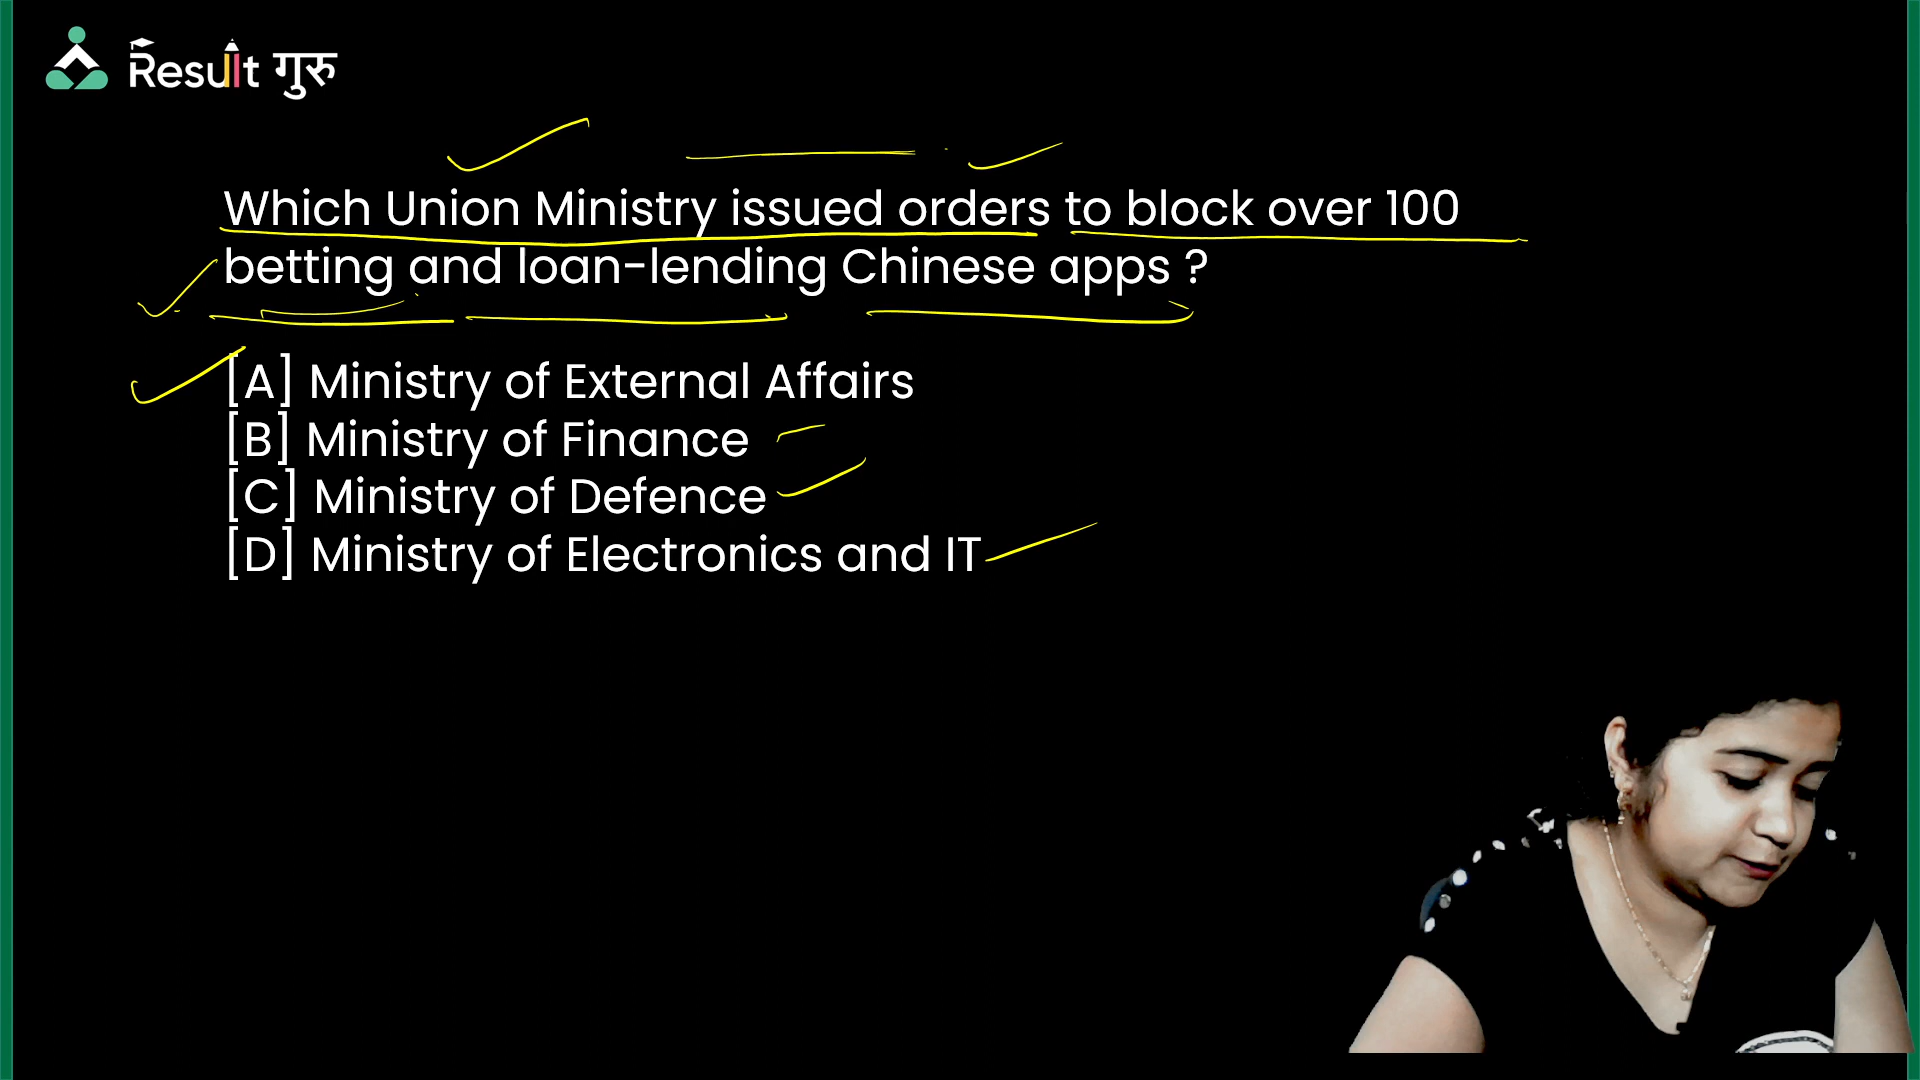 Result गुरु
Which Union Ministry issued orders to block over 100
betting and loan-lending Chinese apps ?
[A] Ministry of External Affairs
[B] Ministry of Finance
[C] Ministry of Defence
[D] Ministry of Electronics and IT